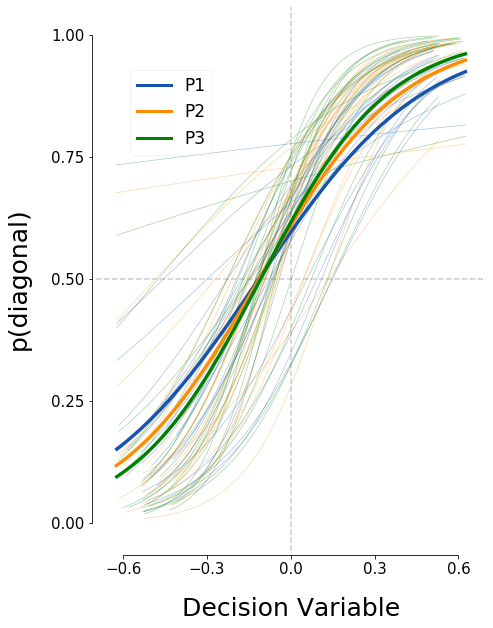 1.00
P1
P2
P3
0.75
p(diagonal)
0.50
0.25
0.00
−0.6 −0.3 0.0 0.3 0.6
Decision Variable